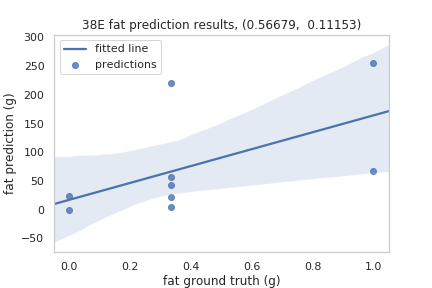 38E fat prediction results, (0.56679,  0.11153)
fitted line
predictions
300
250
200
150
100
50
0
−50
fat prediction (g)
0.0 0.2 0.4 0.6 0.8 1.0
fat ground truth (g)